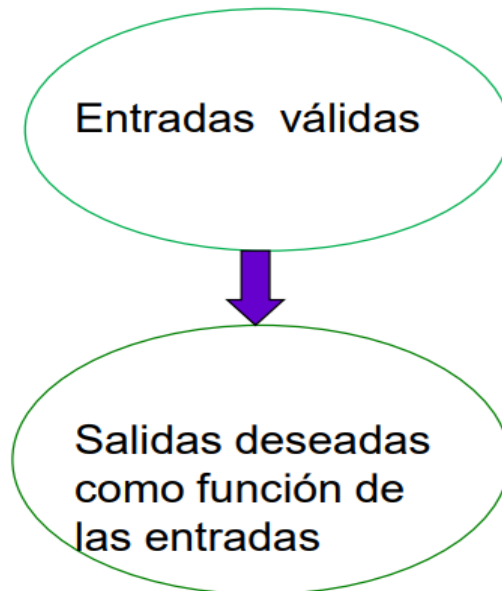 Entradas válidas
Salidas deseadas
como función de
las entradas